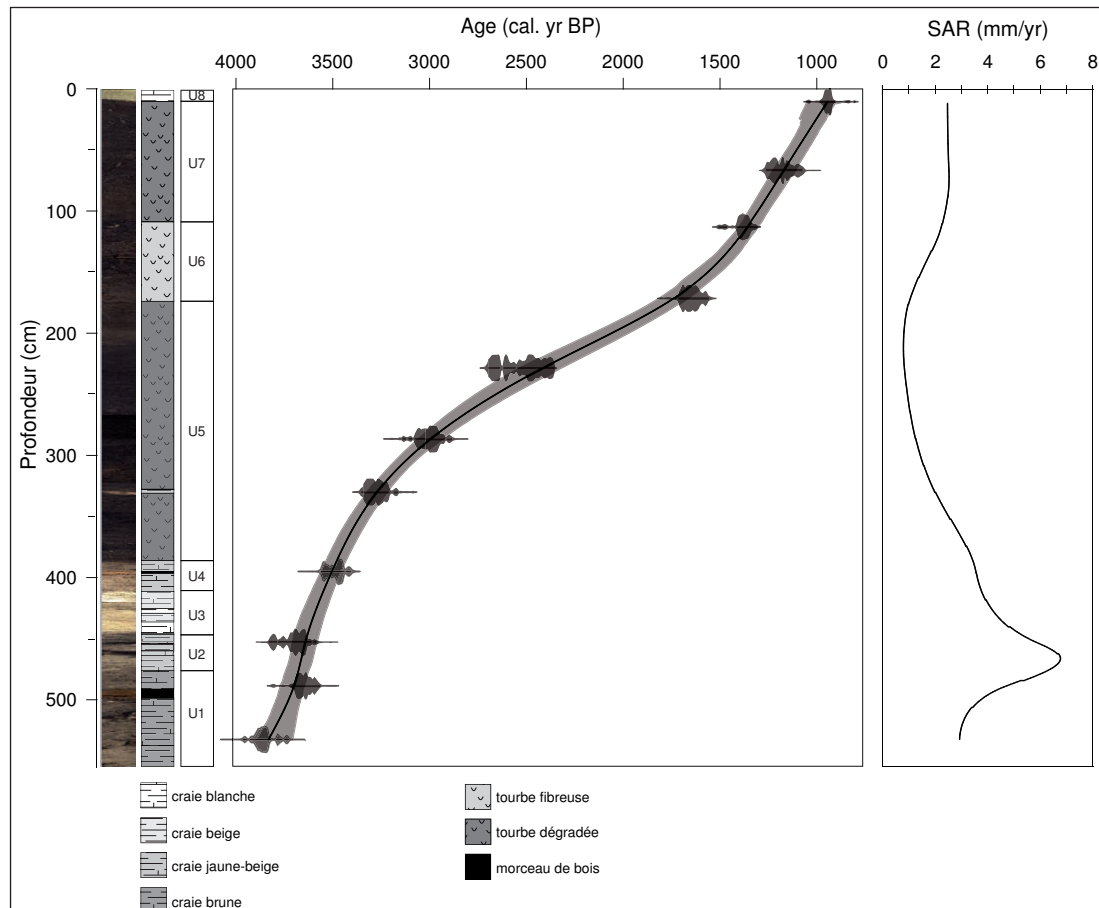 Age (cal. yr BP)
SAR (mm/yr)
4000 3500 3000 2500 2000 1500 1000
0 2 4 6 8
Profondeur (cm)
0
100
200
300
400
500
U8
U7
U6
U5
U4
U3
U2
U1
craie blanche
craie beige
craie jaune-beige
craie brune
tourbe fibreuse
tourbe dégradée
morceau de bois